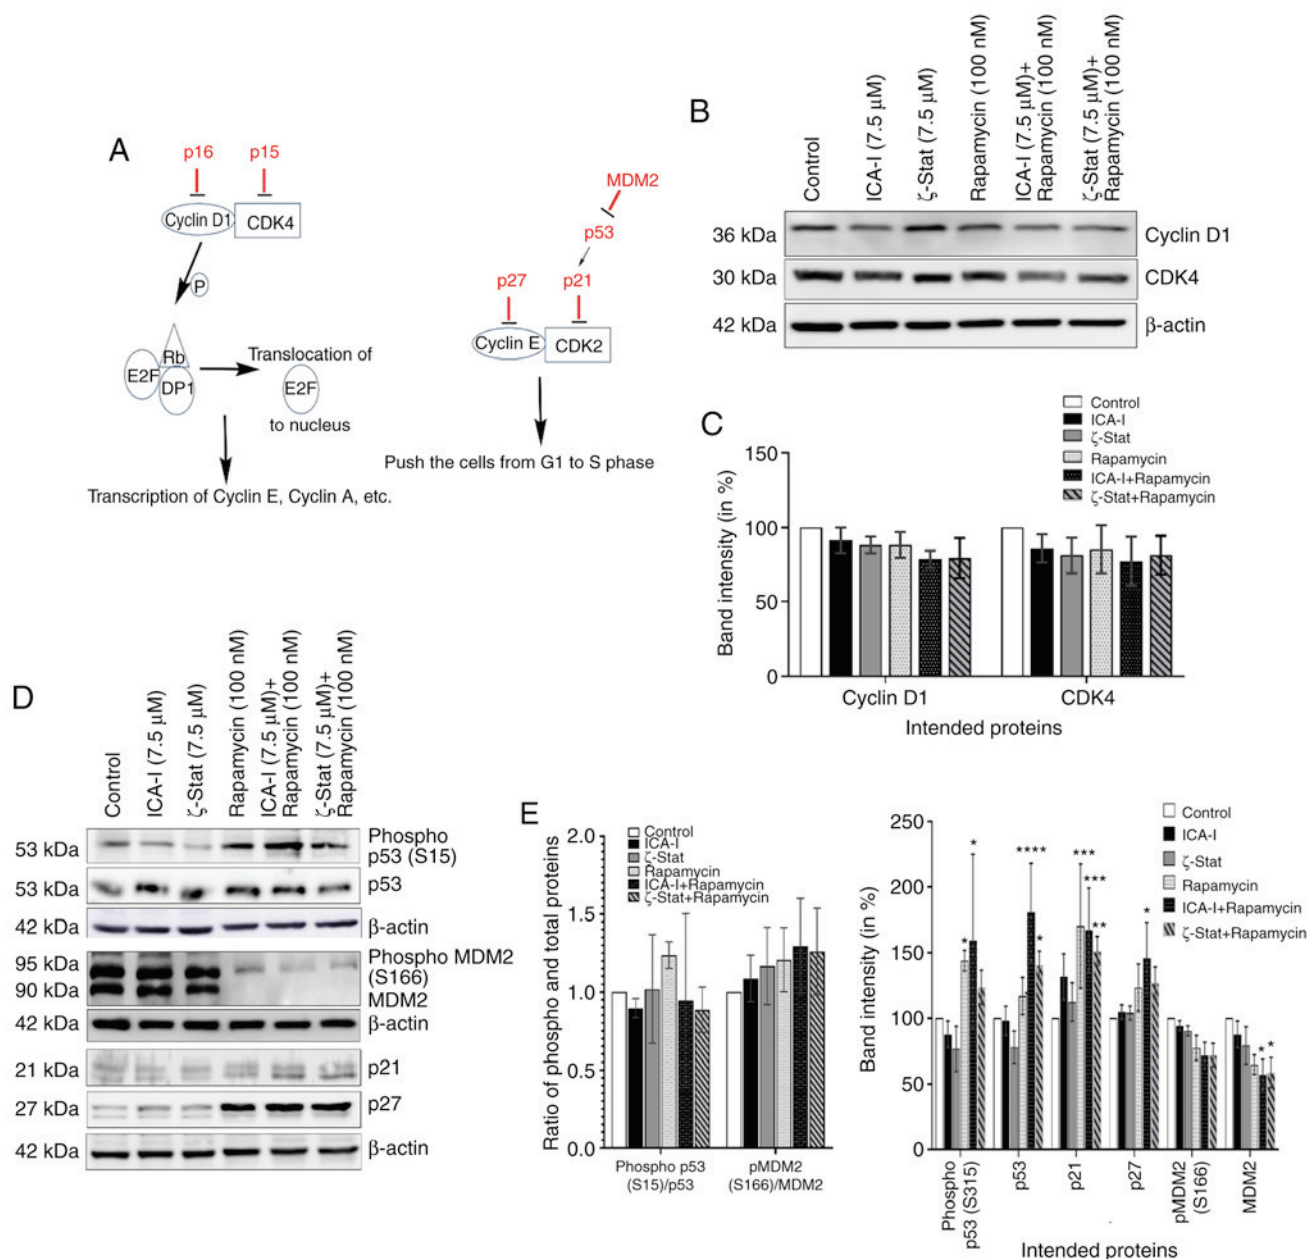 A
p16
p15
Cyclin D1
CDK4
P
Rb
E2F
DP1
Translocation of
E2F
to nucleus
Transcription of Cyclin E, Cyclin A, etc.
MDM2
p53
p27
p21
Cyclin E
CDK2
Push the cells from G1 to S phase
B
Control
ICA-I (7.5 μM)
ζ-Stat (7.5 μM)
Rapamycin (100 nM)
ICA-I (7.5 μM)+
Rapamycin (100 nM)
ζ-Stat (7.5 μM)+
Rapamycin (100 nM)
36 kDa
Cyclin D1
30 kDa
CDK4
42 kDa
β-actin
C
Control
ICA-I
ζ-Stat
Rapamycin
ICA-I+Rapamycin
ζ-Stat+Rapamycin
Band intensity (in %)
150
100
50
0
Cyclin D1
CDK4
Intended proteins
D
Control
ICA-I (7.5 μM)
ζ-Stat (7.5 μM)
Rapamycin (100 nM)
ICA-I (7.5 μM)+
Rapamycin (100 nM)
ζ-Stat (7.5 μM)+
Rapamycin (100 nM)
53 kDa
Phospho
p53 (S15)
53 kDa
p53
42 kDa
β-actin
95 kDa
Phospho MDM2
(S166)
90 kDa
MDM2
42 kDa
β-actin
21 kDa
p21
27 kDa
p27
42 kDa
β-actin
E
Ratio of phospho and total proteins
2.0
1.6
1.2
1.0
0.8
0.4
0.0
Control
ICA-I
ζ-Stat
Rapamycin
ICA-I+Rapamycin
ζ-Stat+Rapamycin
Phospho p53
(S15)/p53
pMDM2
(S166)/MDM2
Band intensity (in %)
250
200
150
100
50
0
*
*
****
*
***
***
**
*
*
*
Control
ICA-I
ζ-Stat
Rapamycin
ICA-I+Rapamycin
ζ-Stat+Rapamycin
Phospho
p53 (S315)
p53
p21
p27
pMDM2
(S166)
MDM2
Intended proteins